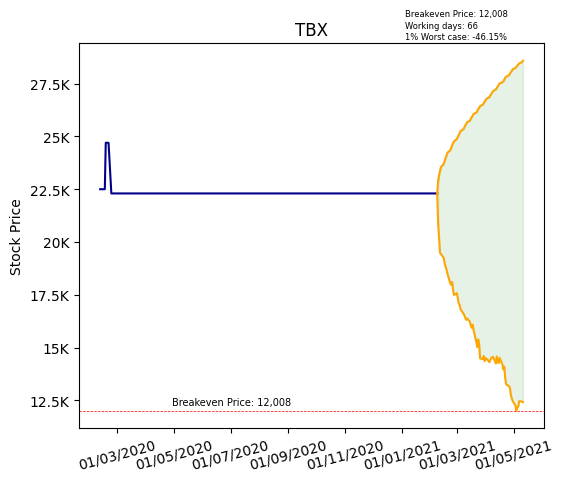 Breakeven Price: 12,008
Working days: 66
1% Worst case: -46.15%
TBX
Stock Price
27.5K
25K
22.5K
20K
17.5K
15K
12.5K
Breakeven Price: 12,008
01/03/2020
01/05/2020
01/07/2020
01/09/2020
01/11/2020
01/01/2021
01/03/2021
01/05/2021